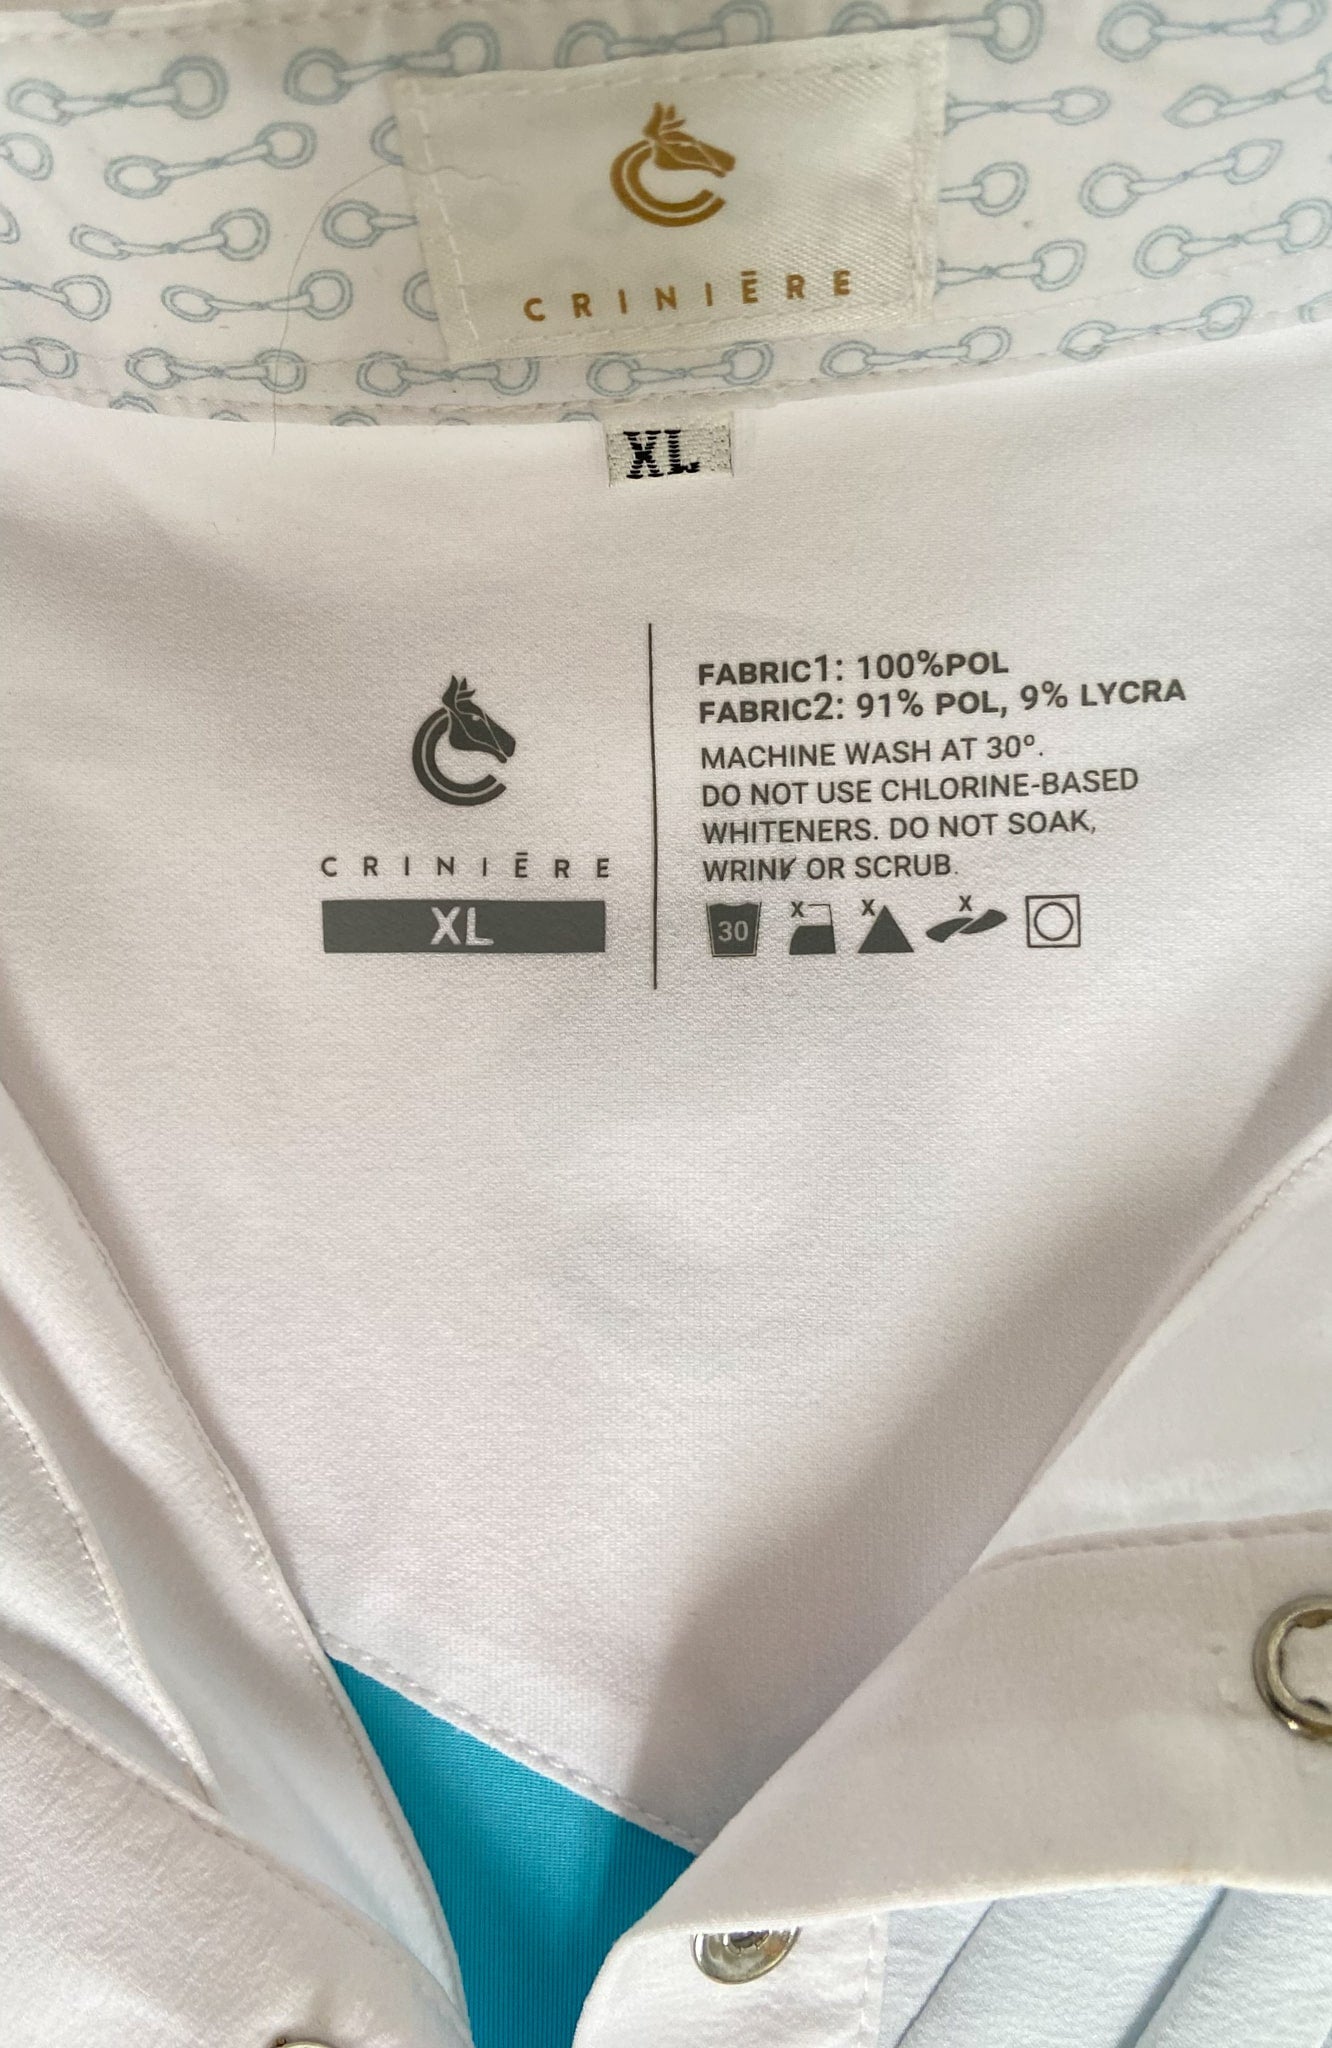 CRINIĒRE
XL
CRINIĒRE
XL
FABRIC1: 100%POL
FABRIC2: 91% POL, 9% LYCRA
MACHINE WASH AT 30º.
DO NOT USE CHLORINE-BASED
WHITENERS. DO NOT SOAK,
WRINK OR SCRUB.
30 X X X